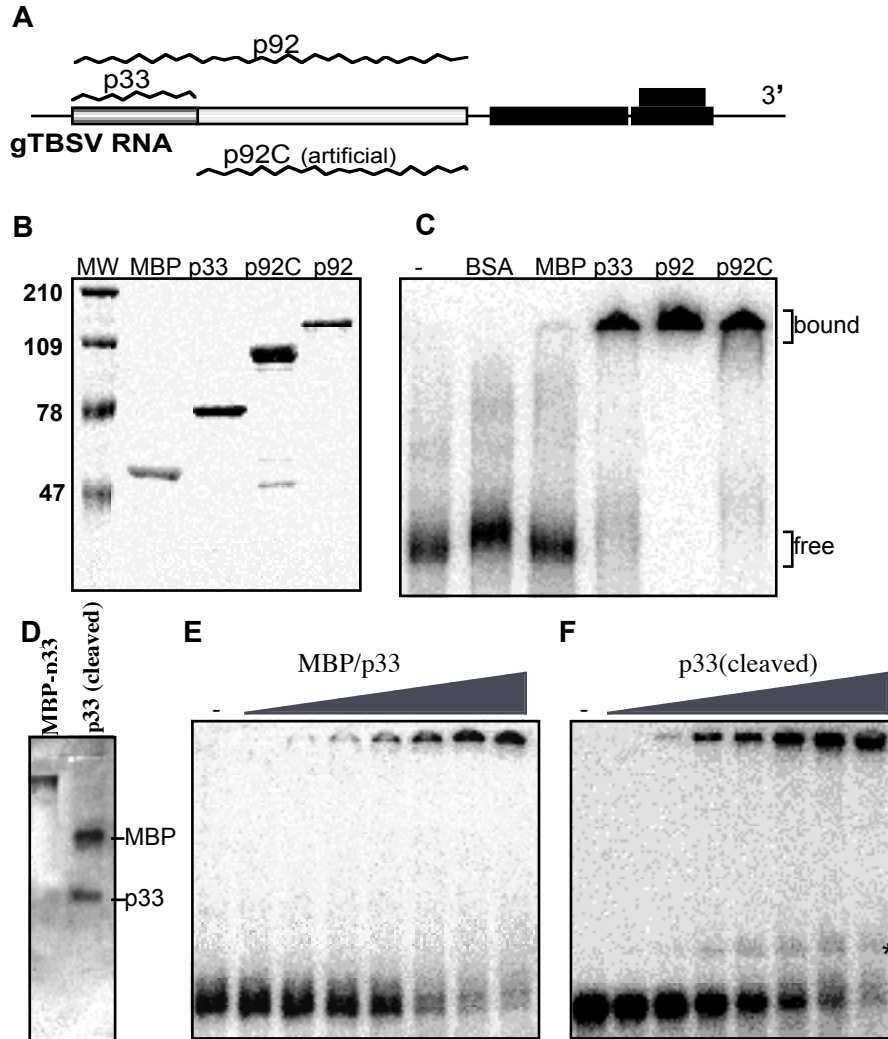 A
p92
p33
3’
gTBSV RNA
p92C (artificial)
B
MW MBP p33 p92C p92
210
109
78
47
C
- BSA MBP p33 p92 p92C
bound
free
D
MBP-p33
p33 (cleaved)
MBP
p33
E
MBP/p33
-
F
p33(cleaved)
-
*